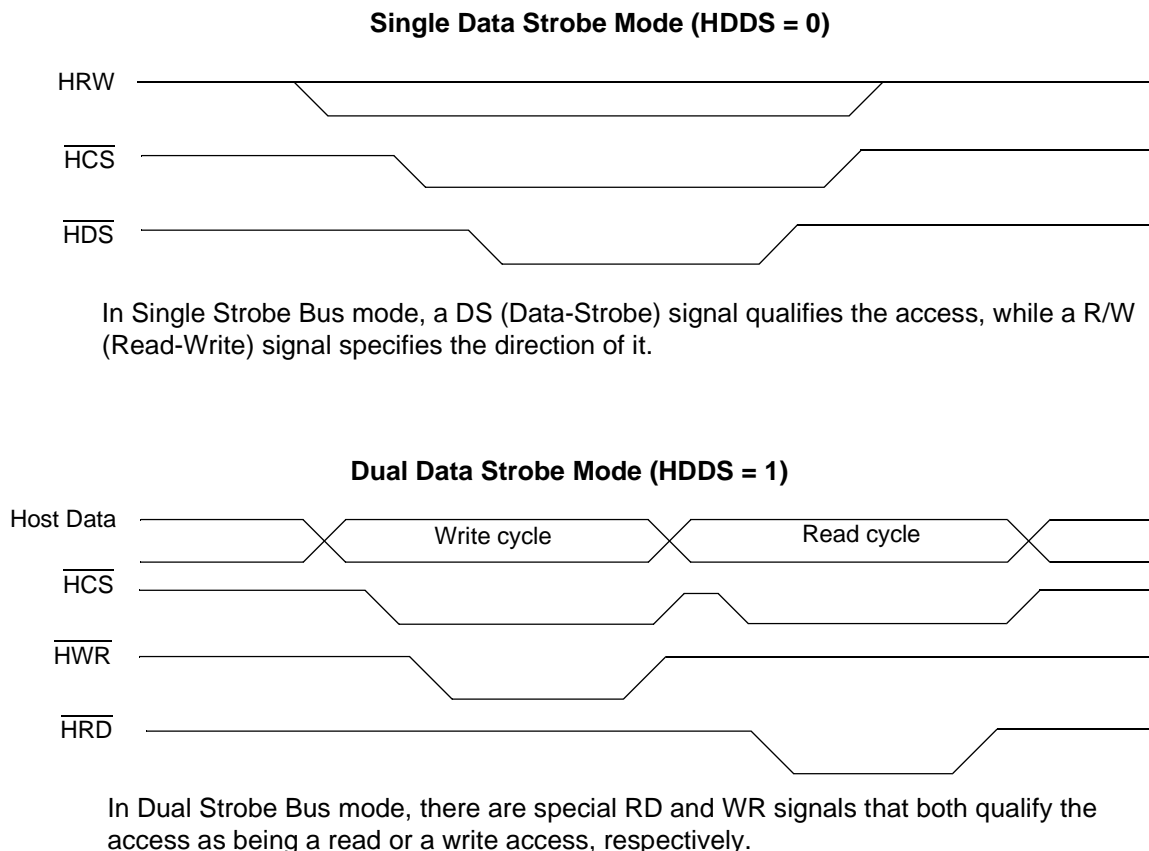 Single Data Strobe Mode (HDDS = 0)
HRW
HCS
HDS
In Single Strobe Bus mode, a DS (Data-Strobe) signal qualifies the access, while a R/W
(Read-Write) signal specifies the direction of it.
Dual Data Strobe Mode (HDDS = 1)
Host Data
Write cycle
Read cycle
HCS
HWR
HRD
In Dual Strobe Bus mode, there are special RD and WR signals that both qualify the
access as being a read or a write access, respectively.